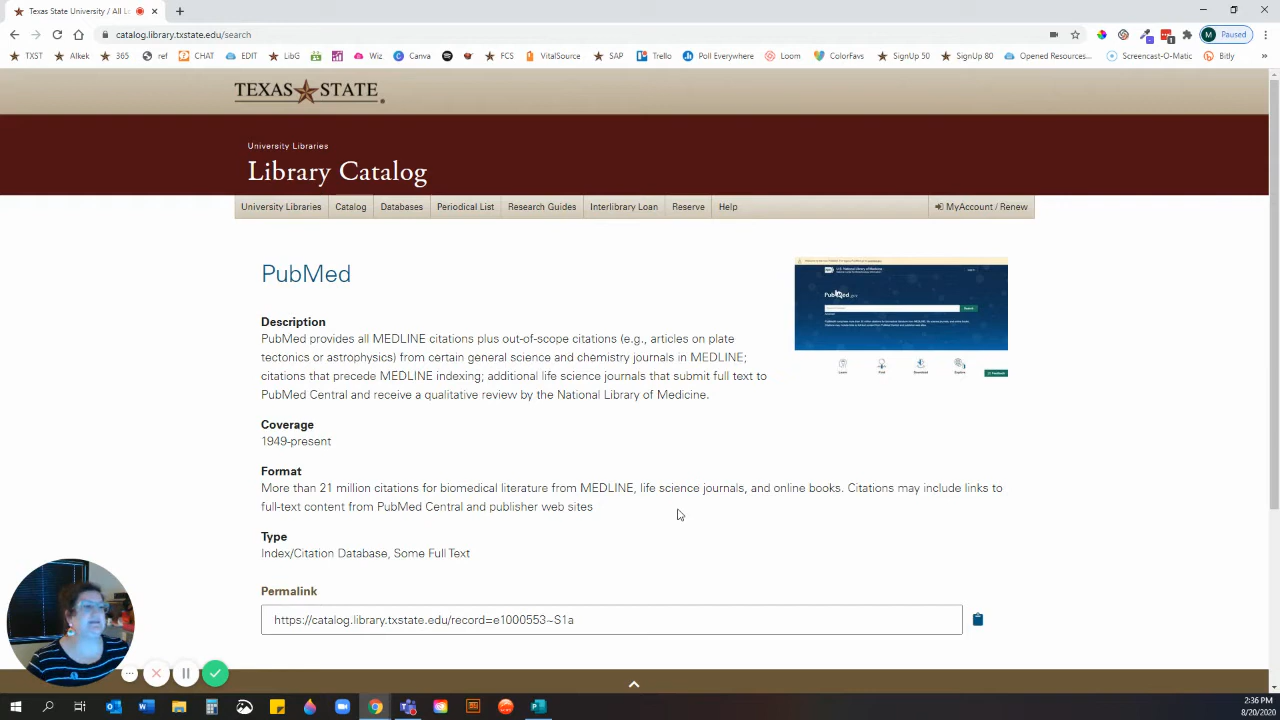 Texas State University / All Li
catalog.library.txstate.edu/search
Paused
TXST
Alkek
365
ref
CHAT
EDIT
LibG
Wiz
Canva
FOL
VitalSource
SAP
Trello
Poll Everywhere
Loom
ColorFavs
SignUp 50
SignUp 80
Opened Resources...
Screencast-O-Matic
Bitly
TEXAS STATE
University Libraries
Library Catalog
University Libraries
Catalog
Databases
Periodical List
Research Guides
Interlibrary Loan
Reserve
Help
MyAccount / Renew
PubMed
Description
PubMed provides all MEDLINE citations plus out-of-scope citations (e.g., articles on plate
tectonics or astrophysics) from certain general science and chemistry journals in MEDLINE;
citations that precede MEDLINE indexing; additional life science journals that submit full text to
PubMed Central and receive a qualitative review by the National Library of Medicine.
Coverage
1949-present
Format
More than 21 million citations for biomedical literature from MEDLINE, life science journals, and online books. Citations may include links to
full-text content from PubMed Central and publisher web sites
Type
Index/Citation Database, Some Full Text
Permalink
https://catalog.library.txstate.edu/record=e1000553~S1a
PubMed.gov
Search
Learn
Find
Download
Explore
2:36 PM
8/20/2020